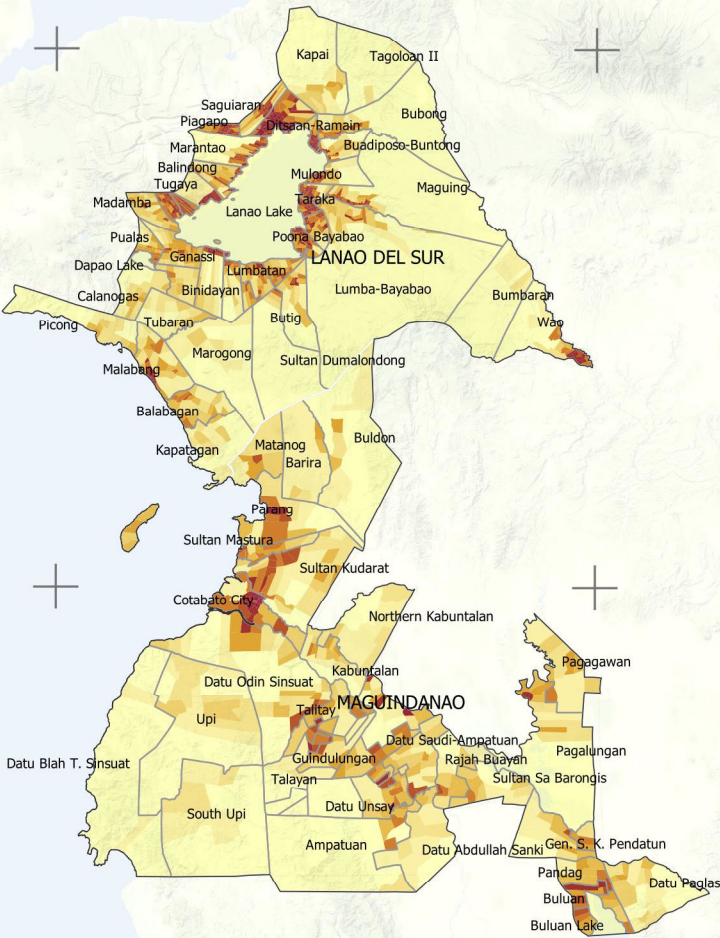 Kapai
Tagoloan II
Saguiaran
Bubong
Piagapo
Ditsaan-Ramain
Marantao
Buadiposo-Buntong
Balindong
Mulondo
Tugaya
Maguing
Madamba
Taraka
Lanao Lake
Pualas
Poona Bayabao
Ganassi
LANAO DEL SUR
Dapao Lake
Lumbatan
Binidayan
Lumba-Bayabao
Calanogas
Bumbaran
Picong
Tubaran
Butig
Wao
Marogong
Sultan Dumalondong
Malabang
Balabagan
Buldon
Kapatagan
Matanog
Barira
Parang
Sultan Mastura
Sultan Kudarat
Cotabato City
Northern Kabuntalan
Kabuntalan
Pagagawan
Datu Odin Sinsuat
MAGUINDANAO
Talitay
Upi
Datu Saudi-Ampatuan
Pagalungan
Guindulungan
Rajah Buayan
Datu Blah T. Sinsuat
Talayan
Sultan Sa Barongis
South Upi
Datu Unsay
Ampatuan
Datu Abdullah Sanki
Gen. S. K. Pendatun
Pandag
Datu Paglas
Buluan
Buluan Lake